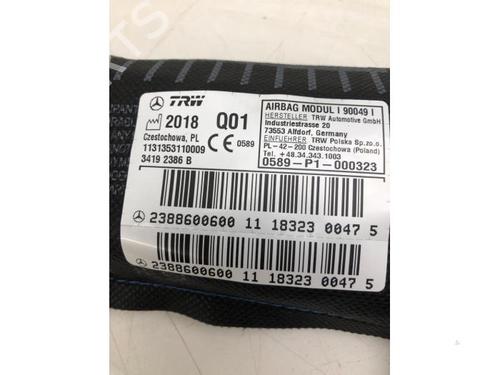 TRW
2018 Q01
Czestochowa, PL
1131353110009
CE 0589
3419 2386 B
AIRBAG MODUL I 90049 I
HERSTELLER TRW Automotive GmbH
Industriestrasse 20
73553 Alfdorf, Germany
EINFUEHRER TRW Polska Sp.zo.o.
PL-42-200 Czestochowa (Poland)
Tel.+48.34.343.1003
0589-P1-000323
2388600600 11 18323 0047 5
2388600600 11 18323 0047 5